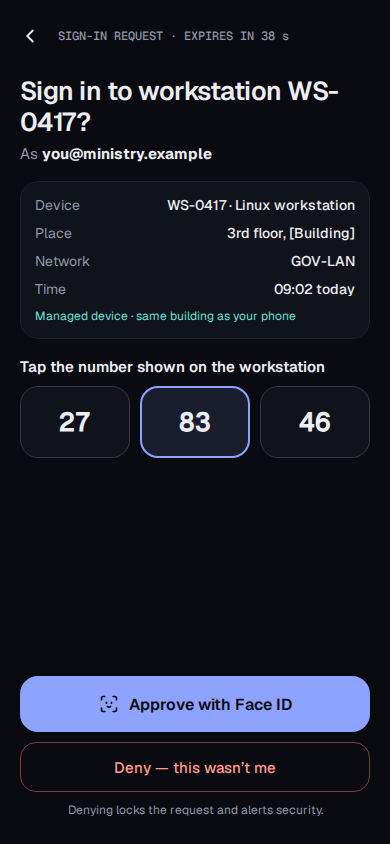 SIGN-IN REQUEST · EXPIRES IN 38 s
Sign in to workstation WS-
0417?
As you@ministry.example
Device WS-0417 · Linux workstation
Place 3rd floor, [Building]
Network GOV-LAN
Time 09:02 today
Managed device · same building as your phone
Tap the number shown on the workstation
27 83 46
Approve with Face ID
Deny — this wasn’t me
Denying locks the request and alerts security.